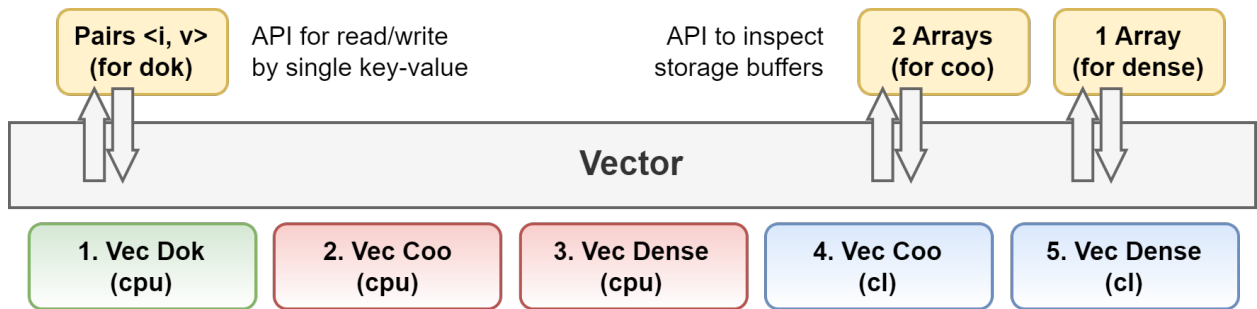 Pairs <i, v>
(for dok)
API for read/write
by single key-value
API to inspect
storage buffers
2 Arrays
(for coo)
1 Array
(for dense)
Vector
1. Vec Dok
(cpu)
2. Vec Coo
(cpu)
3. Vec Dense
(cpu)
4. Vec Coo
(cl)
5. Vec Dense
(cl)